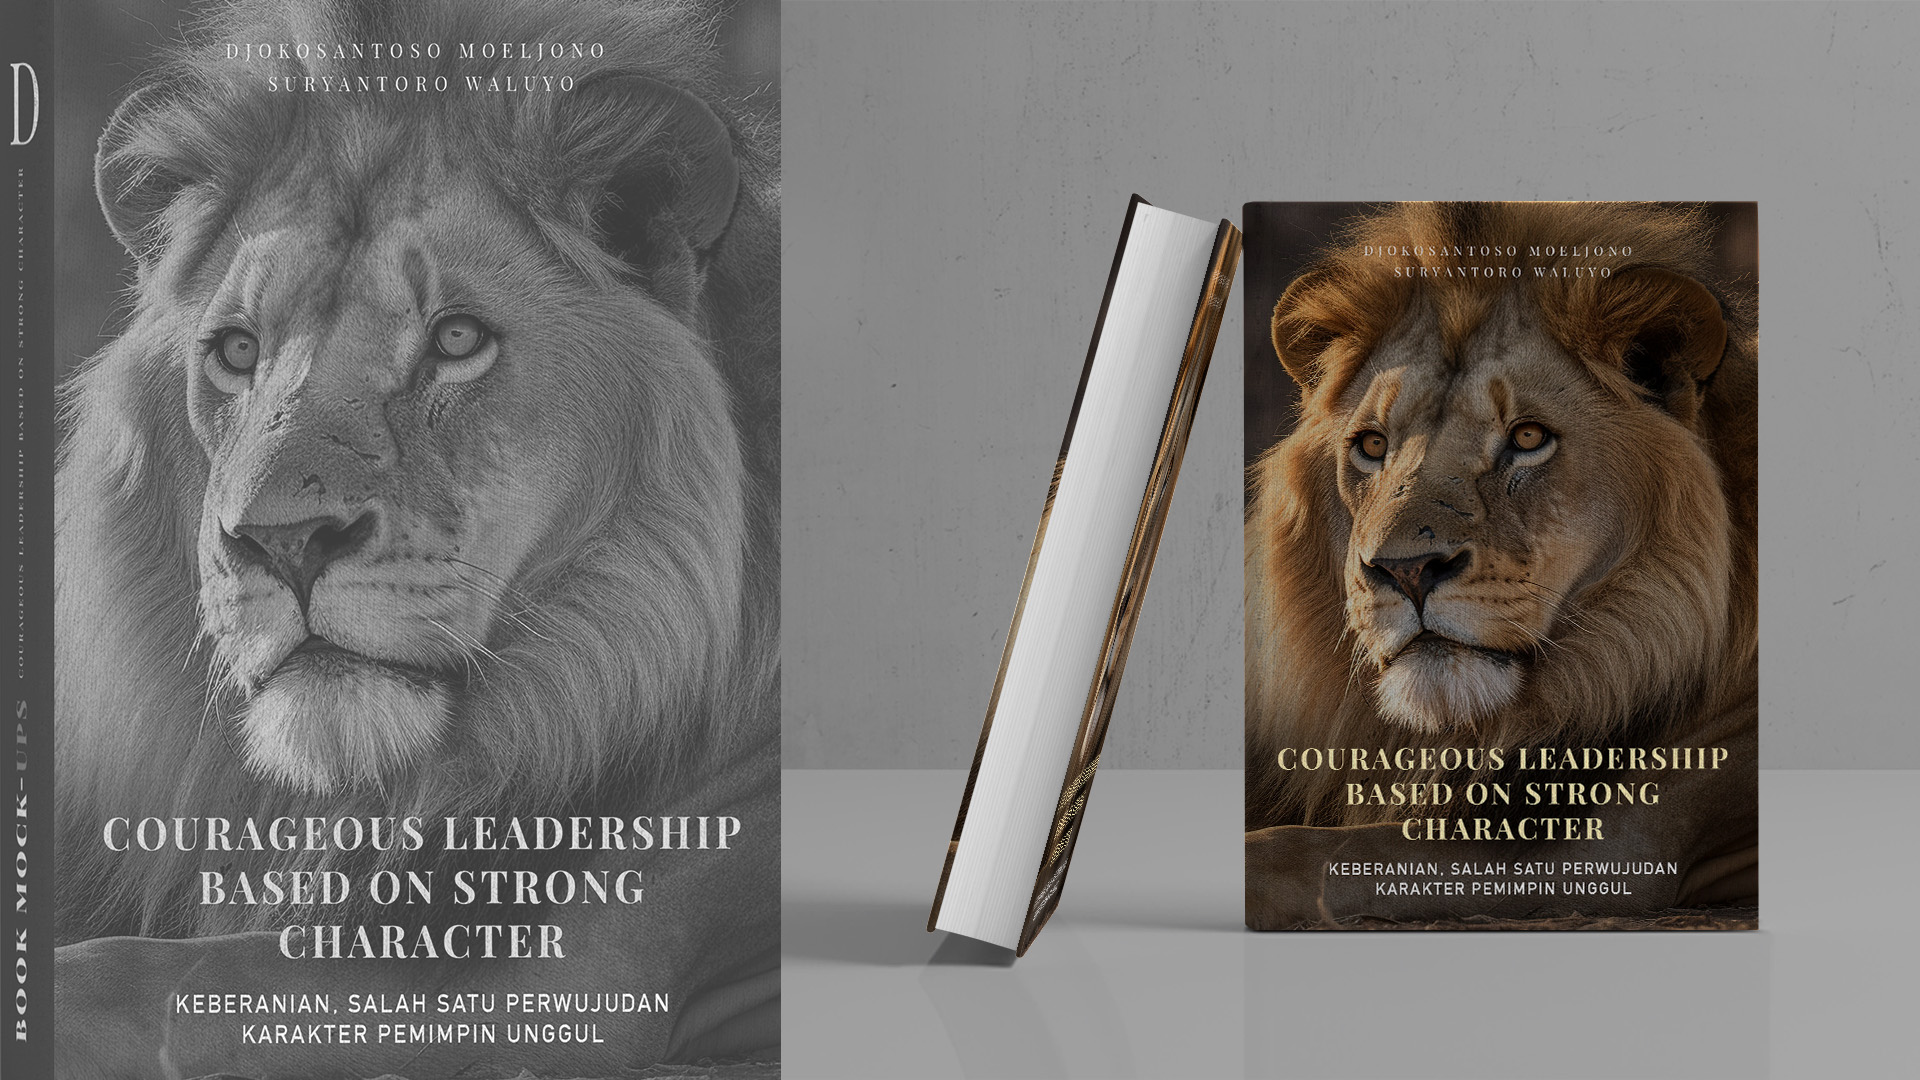 D
COURAGEOUS LEADERSHIP BASED ON STRONG CHARACTER
BOOK MOCK-UPS
DJOKOSANTOSO MOELJONO
SURYANTORO WALUYO
COURAGEOUS LEADERSHIP
BASED ON STRONG
CHARACTER
KEBERANIAN, SALAH SATU PERWUJUDAN
KARAKTER PEMIMPIN UNGGUL
DJOKOSANTOSO MOELJONO
SURYANTORO WALUYO
COURAGEOUS LEADERSHIP
BASED ON STRONG
CHARACTER
KEBERANIAN, SALAH SATU PERWUJUDAN
KARAKTER PEMIMPIN UNGGUL